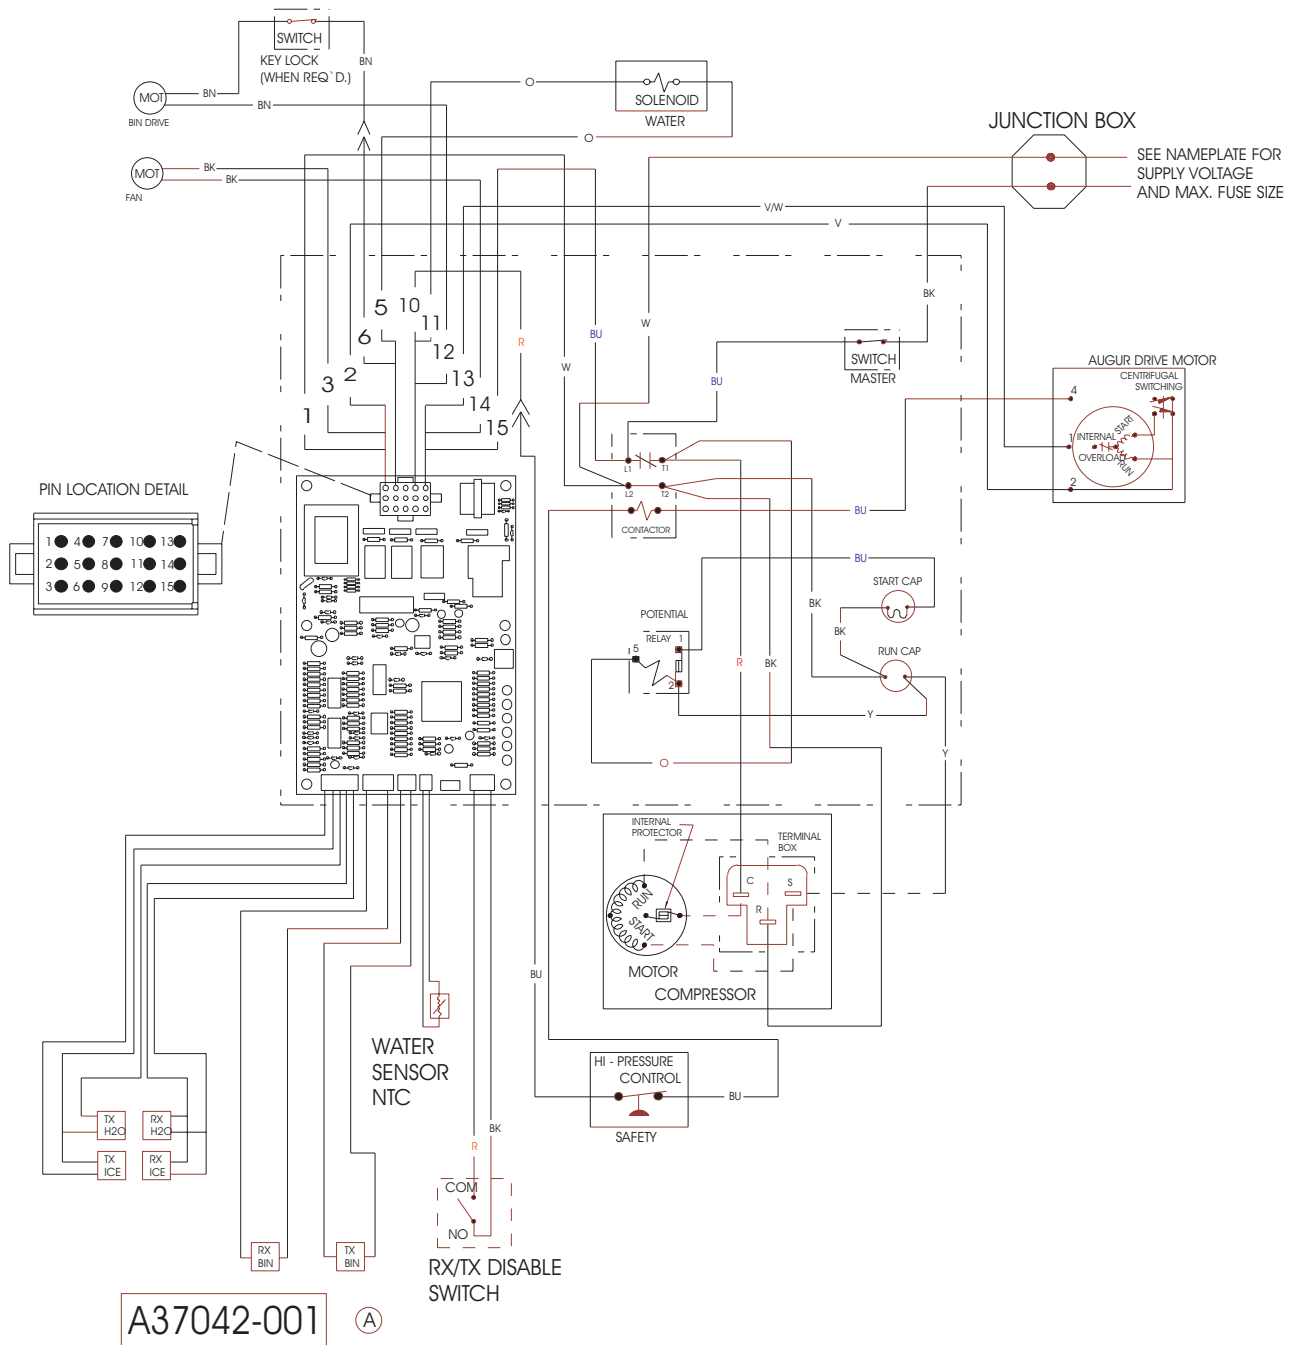 SWITCH
KEY LOCK
(WHEN REQ`D.)
BN
MOT
BN
BN
BIN DRIVE
O
SOLENOID
WATER
O
JUNCTION BOX
SEE NAMEPLATE FOR
SUPPLY VOLTAGE
AND MAX. FUSE SIZE
MOT
BK
BK
FAN
V/W
V
5
10
6
11
12
3
2
13
1
14
15
R
BU
W
W
BK
SWITCH
MASTER
BU
AUGUR DRIVE MOTOR
CENTRIFUGAL
SWITCHING
4
START
1
INTERNAL
OVERLOAD
RUN
2
PIN LOCATION DETAIL
1 4 7 10 13
2 5 8 11 14
3 6 9 12 15
L1
T1
L2
T2
CONTACTOR
BU
BU
START CAP
BK
BK
POTENTIAL
RELAY
1
5
2
R
BK
RUN CAP
Y
O
Y
INTERNAL
PROTECTOR
TERMINAL
BOX
C
S
R
RUN
START
MOTOR
COMPRESSOR
BU
WATER
SENSOR
NTC
HI - PRESSURE
CONTROL
BU
SAFETY
TX
H2O
RX
H2O
TX
ICE
RX
ICE
BK
R
COM
NO
RX
BIN
TX
BIN
RX/TX DISABLE
SWITCH
A37042-001
A